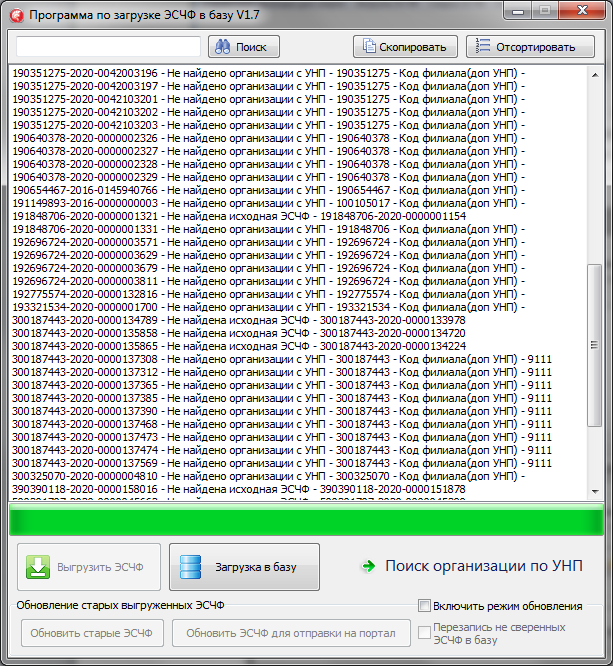 Программа по загрузке ЭСЧФ в базу V1.7
Поиск
Скопировать
Отсортировать
190351275-2020-0042003196 - Не найдено организации с УНП - 190351275 - Код филиала(доп УНП) -
190351275-2020-0042003197 - Не найдено организации с УНП - 190351275 - Код филиала(доп УНП) -
190351275-2020-0042103201 - Не найдено организации с УНП - 190351275 - Код филиала(доп УНП) -
190351275-2020-0042103202 - Не найдено организации с УНП - 190351275 - Код филиала(доп УНП) -
190351275-2020-0042103203 - Не найдено организации с УНП - 190351275 - Код филиала(доп УНП) -
190640378-2020-0000002326 - Не найдено организации с УНП - 190640378 - Код филиала(доп УНП) -
190640378-2020-0000002327 - Не найдено организации с УНП - 190640378 - Код филиала(доп УНП) -
190640378-2020-0000002328 - Не найдено организации с УНП - 190640378 - Код филиала(доп УНП) -
190640378-2020-0000002329 - Не найдено организации с УНП - 190640378 - Код филиала(доп УНП) -
190654467-2016-0145940766 - Не найдено организации с УНП - 190654467 - Код филиала(доп УНП) -
191149893-2016-0000000003 - Не найдено организации с УНП - 100105017 - Код филиала(доп УНП) -
191848706-2020-0000001321 - Не найдена исходная ЭСЧФ - 191848706-2020-0000001154
191848706-2020-0000001331 - Не найдено организации с УНП - 191848706 - Код филиала(доп УНП) -
192696724-2020-0000003571 - Не найдено организации с УНП - 192696724 - Код филиала(доп УНП) -
192696724-2020-0000003629 - Не найдено организации с УНП - 192696724 - Код филиала(доп УНП) -
192696724-2020-0000003679 - Не найдено организации с УНП - 192696724 - Код филиала(доп УНП) -
192696724-2020-0000003811 - Не найдено организации с УНП - 192696724 - Код филиала(доп УНП) -
192775574-2020-0000132816 - Не найдено организации с УНП - 192775574 - Код филиала(доп УНП) -
193321534-2020-0000001700 - Не найдено организации с УНП - 193321534 - Код филиала(доп УНП) -
300187443-2020-0000134789 - Не найдена исходная ЭСЧФ - 300187443-2020-0000133978
300187443-2020-0000135858 - Не найдена исходная ЭСЧФ - 300187443-2020-0000134720
300187443-2020-0000135865 - Не найдена исходная ЭСЧФ - 300187443-2020-0000134224
300187443-2020-0000137308 - Не найдено организации с УНП - 300187443 - Код филиала(доп УНП) - 9111
300187443-2020-0000137312 - Не найдено организации с УНП - 300187443 - Код филиала(доп УНП) - 9111
300187443-2020-0000137365 - Не найдено организации с УНП - 300187443 - Код филиала(доп УНП) - 9111
300187443-2020-0000137385 - Не найдено организации с УНП - 300187443 - Код филиала(доп УНП) - 9111
300187443-2020-0000137390 - Не найдено организации с УНП - 300187443 - Код филиала(доп УНП) - 9111
300187443-2020-0000137468 - Не найдено организации с УНП - 300187443 - Код филиала(доп УНП) - 9111
300187443-2020-0000137473 - Не найдено организации с УНП - 300187443 - Код филиала(доп УНП) - 9111
300187443-2020-0000137474 - Не найдено организации с УНП - 300187443 - Код филиала(доп УНП) - 9111
300187443-2020-0000137569 - Не найдено организации с УНП - 300187443 - Код филиала(доп УНП) - 9111
300325070-2020-0000004810 - Не найдено организации с УНП - 300325070 - Код филиала(доп УНП) -
390390118-2020-0000158016 - Не найдена исходная ЭСЧФ - 390390118-2020-0000151878
Выгрузить ЭСЧФ
Загрузка в базу
Поиск организации по УНП
Обновление старых выгруженных ЭСЧФ
Включить режим обновления
Обновить старые ЭСЧФ
Обновить ЭСЧФ для отправки на портал
Перезапись не сверенных
ЭСЧФ в базу